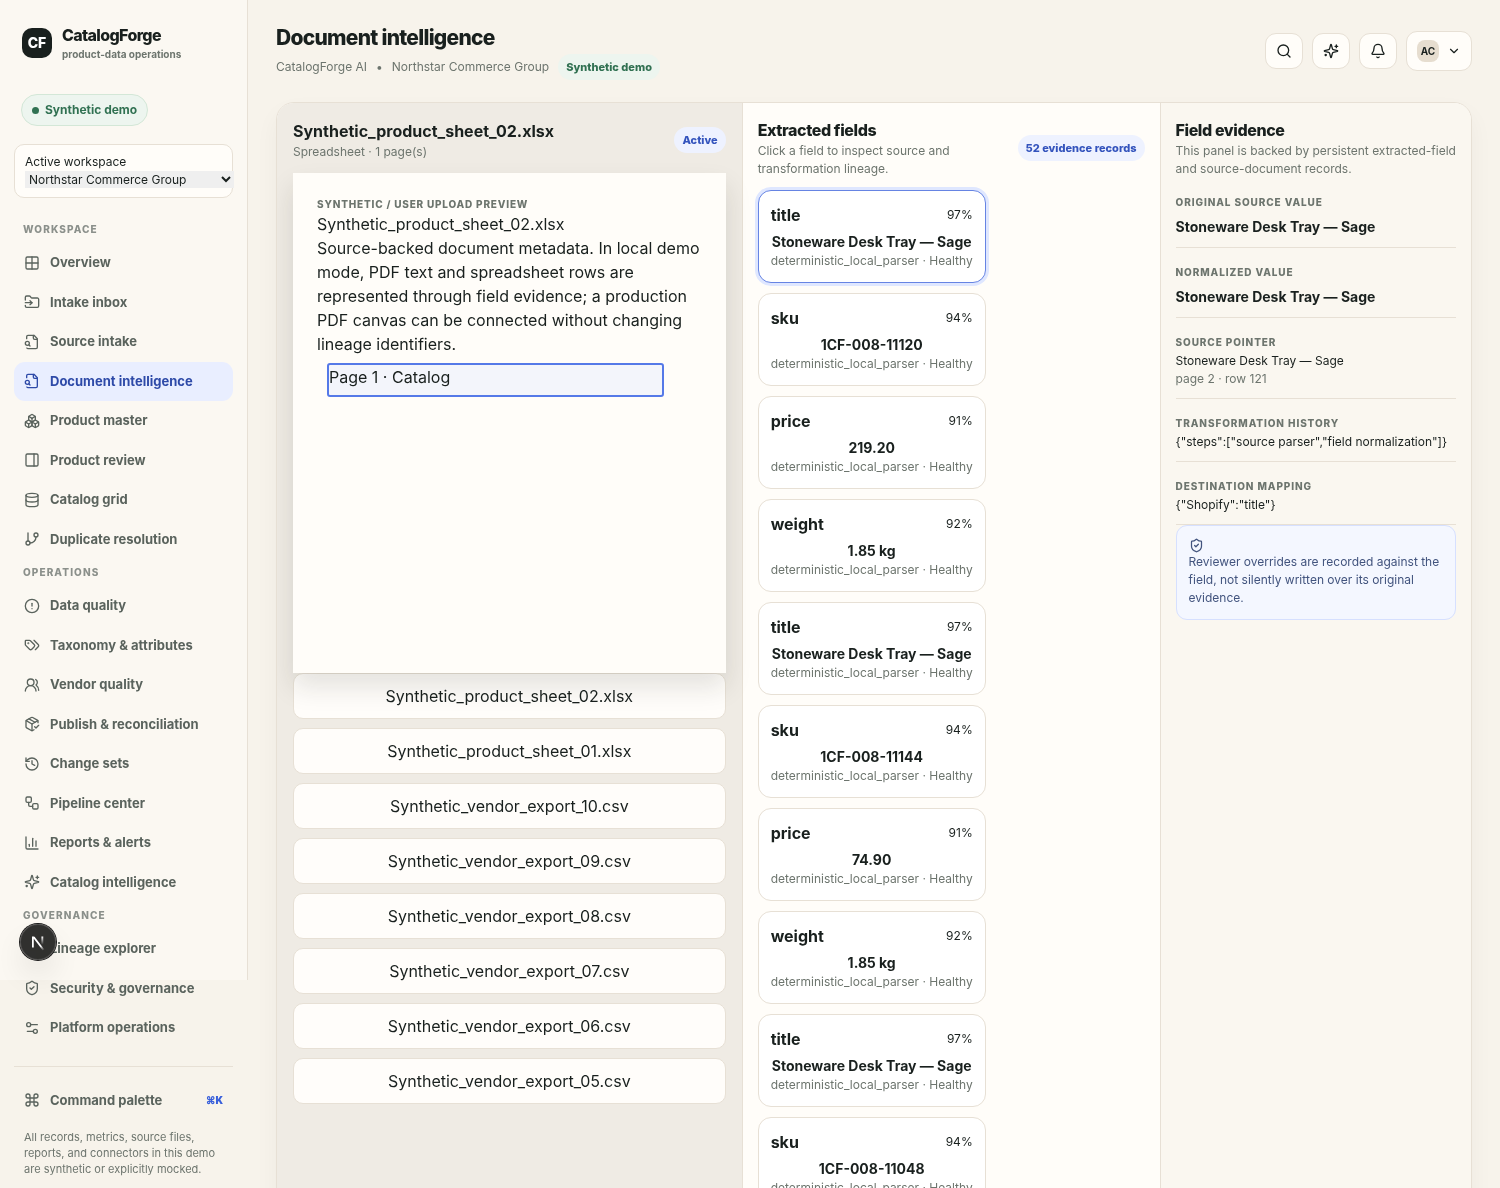 CF
CatalogForge
product-data operations
Synthetic demo
Active workspace
Northstar Commerce Group
WORKSPACE
Overview
Intake inbox
Source intake
Document intelligence
Product master
Product review
Catalog grid
Duplicate resolution
OPERATIONS
Data quality
Taxonomy & attributes
Vendor quality
Publish & reconciliation
Change sets
Pipeline center
Reports & alerts
Catalog intelligence
GOVERNANCE
N
Lineage explorer
Security & governance
Platform operations
Command palette ⌘K
All records, metrics, source files,
reports, and connectors in this demo
are synthetic or explicitly mocked.
Document intelligence
CatalogForge AI • Northstar Commerce Group Synthetic demo
AC
Synthetic_product_sheet_02.xlsx
Spreadsheet · 1 page(s)
Active
SYNTHETIC / USER UPLOAD PREVIEW
Synthetic_product_sheet_02.xlsx
Source-backed document metadata. In local demo
mode, PDF text and spreadsheet rows are
represented through field evidence; a production
PDF canvas can be connected without changing
lineage identifiers.
Page 1 · Catalog
Synthetic_product_sheet_02.xlsx
Synthetic_product_sheet_01.xlsx
Synthetic_vendor_export_10.csv
Synthetic_vendor_export_09.csv
Synthetic_vendor_export_08.csv
Synthetic_vendor_export_07.csv
Synthetic_vendor_export_06.csv
Synthetic_vendor_export_05.csv
Extracted fields
Click a field to inspect source and
transformation lineage.
52 evidence records
title 97%
Stoneware Desk Tray — Sage
deterministic_local_parser · Healthy
sku 94%
1CF-008-11120
deterministic_local_parser · Healthy
price 91%
219.20
deterministic_local_parser · Healthy
weight 92%
1.85 kg
deterministic_local_parser · Healthy
title 97%
Stoneware Desk Tray — Sage
deterministic_local_parser · Healthy
sku 94%
1CF-008-11144
deterministic_local_parser · Healthy
price 91%
74.90
deterministic_local_parser · Healthy
weight 92%
1.85 kg
deterministic_local_parser · Healthy
title 97%
Stoneware Desk Tray — Sage
deterministic_local_parser · Healthy
sku 94%
1CF-008-11048
deterministic_local_parser · Healthy
Field evidence
This panel is backed by persistent extracted-field
and source-document records.
ORIGINAL SOURCE VALUE
Stoneware Desk Tray — Sage
NORMALIZED VALUE
Stoneware Desk Tray — Sage
SOURCE POINTER
Stoneware Desk Tray — Sage
page 2 · row 121
TRANSFORMATION HISTORY
{"steps":["source parser","field normalization"]}
DESTINATION MAPPING
{"Shopify":"title"}
Reviewer overrides are recorded against the
field, not silently written over its original
evidence.